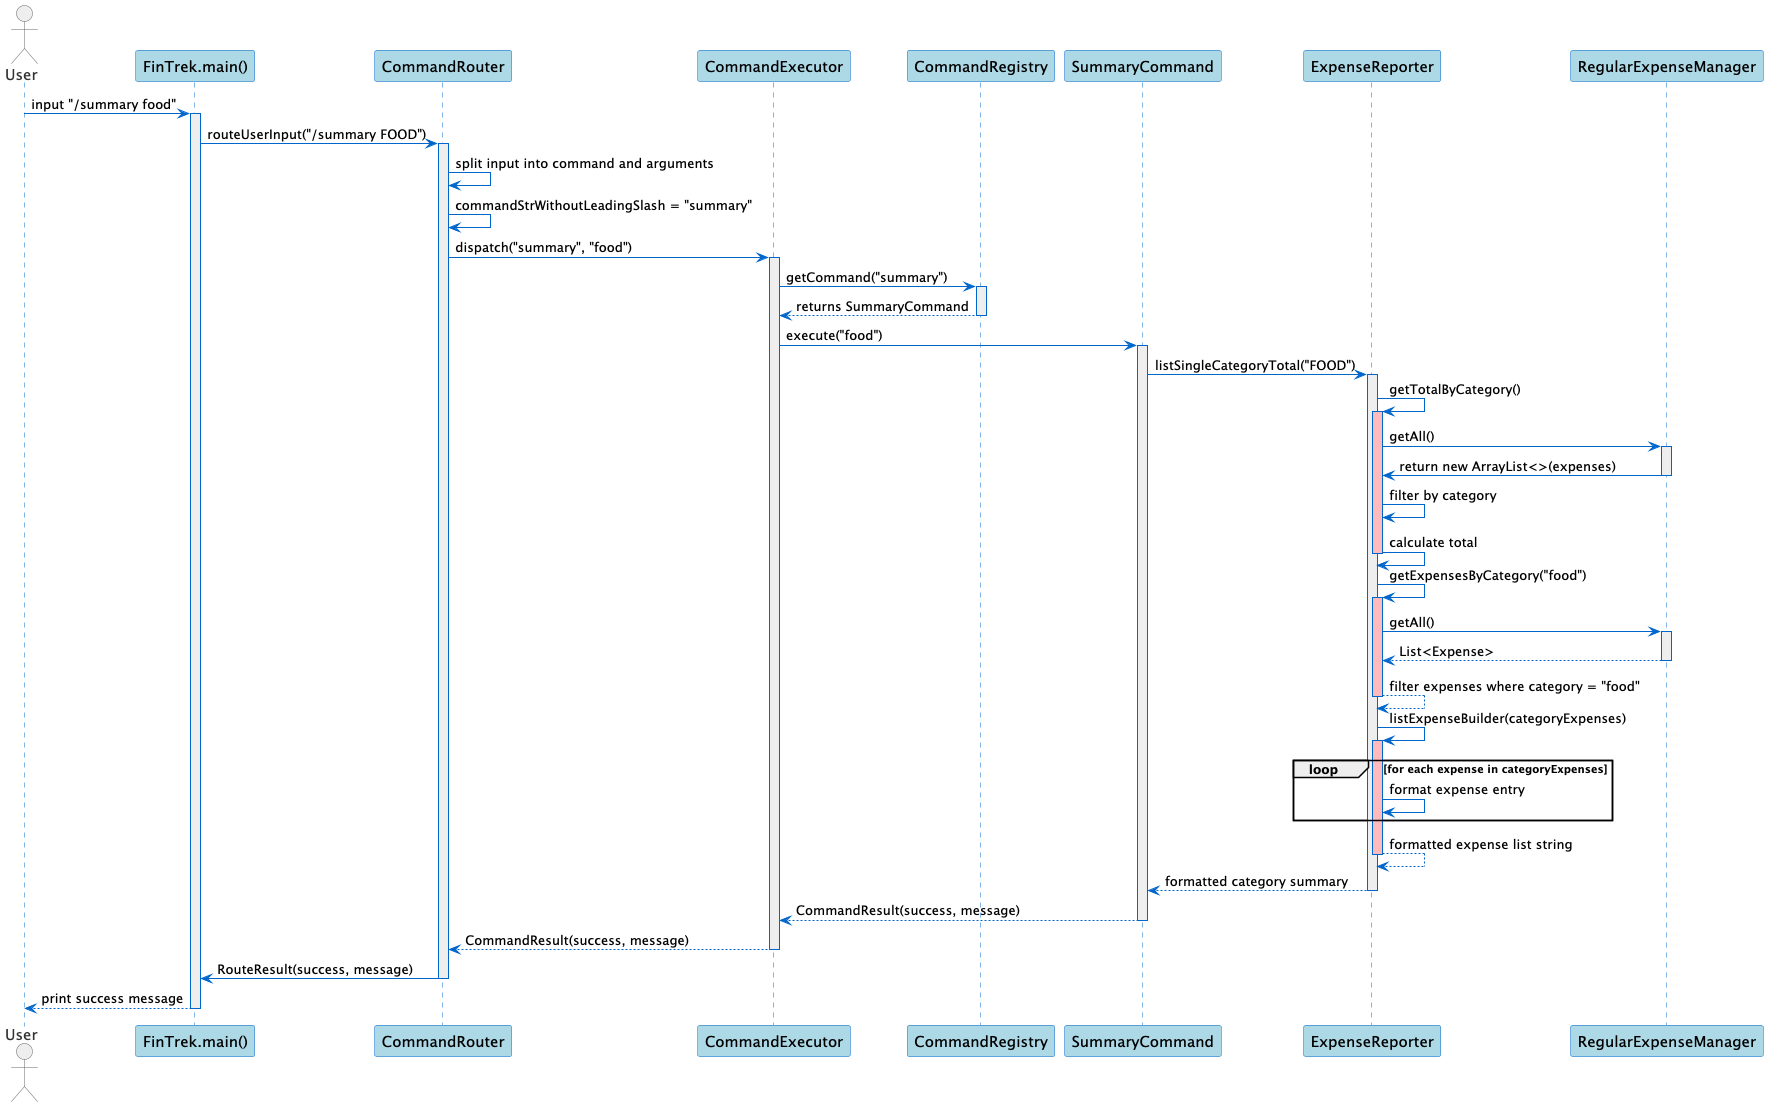 User
FinTrek.main()
CommandRouter
CommandExecutor
CommandRegistry
SummaryCommand
ExpenseReporter
RegularExpenseManager
input "/summary food"
routeUserInput("/summary FOOD")
split input into command and arguments
commandStrWithoutLeadingSlash = "summary"
dispatch("summary", "food")
getCommand("summary")
returns SummaryCommand
execute("food")
listSingleCategoryTotal("FOOD")
getTotalByCategory()
getAll()
return new ArrayList<>(expenses)
filter by category
calculate total
getExpensesByCategory("food")
getAll()
List<Expense>
filter expenses where category = "food"
listExpenseBuilder(categoryExpenses)
loop
[for each expense in categoryExpenses]
format expense entry
formatted expense list string
formatted category summary
CommandResult(success, message)
CommandResult(success, message)
RouteResult(success, message)
print success message
User
FinTrek.main()
CommandRouter
CommandExecutor
CommandRegistry
SummaryCommand
ExpenseReporter
RegularExpenseManager